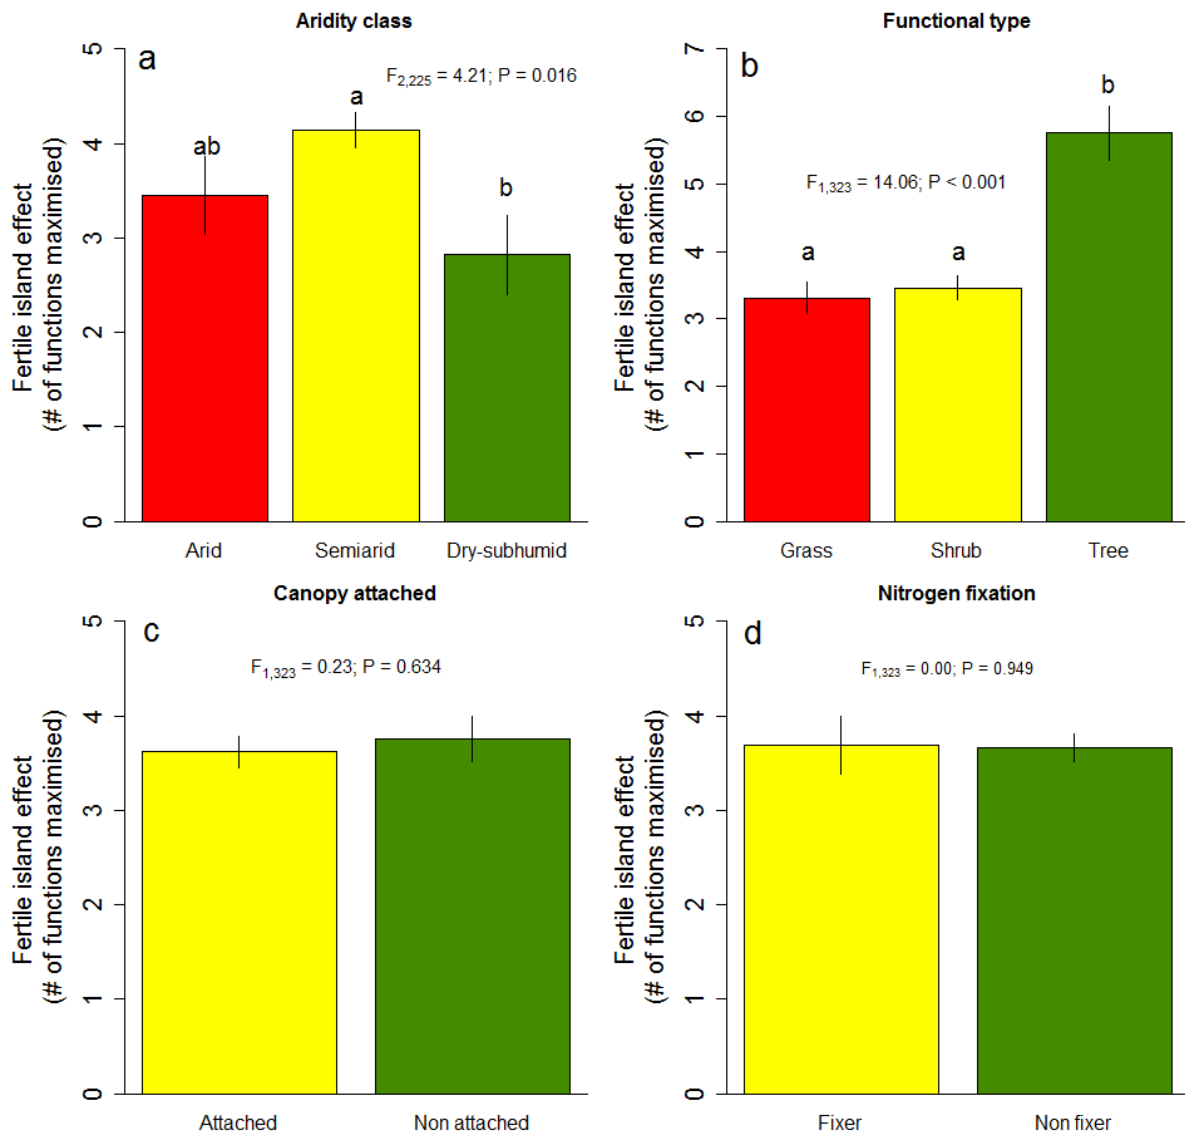 Aridity class
a
F2,225 = 4.21; P = 0.016
Fertile island effect
(# of functions maximised)
5
4
3
2
1
0
ab
a
b
Arid Semiarid Dry-subhumid
Functional type
b
F1,323 = 14.06; P < 0.001
Fertile island effect
(# of functions maximised)
7
6
5
4
3
2
1
0
a
a
b
Grass Shrub Tree
Canopy attached
c
F1,323 = 0.23; P = 0.634
Fertile island effect
(# of functions maximised)
5
4
3
2
1
0
Attached Non attached
Nitrogen fixation
d
F1,323 = 0.00; P = 0.949
Fertile island effect
(# of functions maximised)
5
4
3
2
1
0
Fixer Non fixer